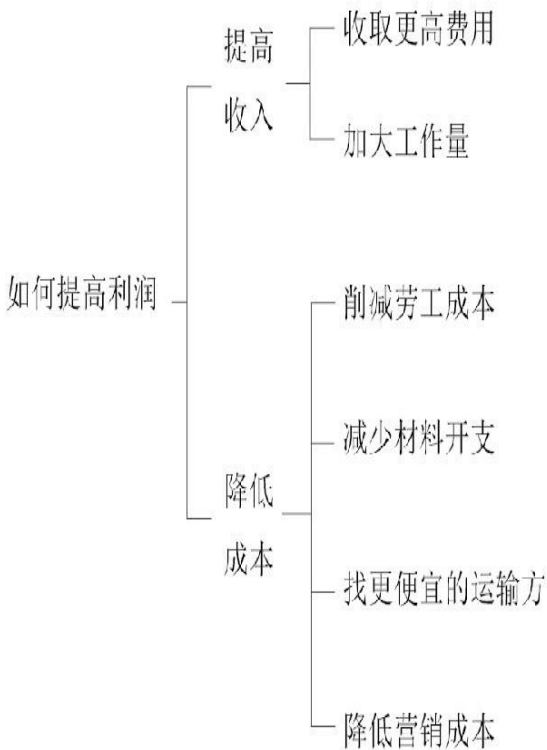 如何提高利润
提高
收入
收取更高费用
加大工作量
降低
成本
削减劳工成本
减少材料开支
找更便宜的运输方
降低营销成本